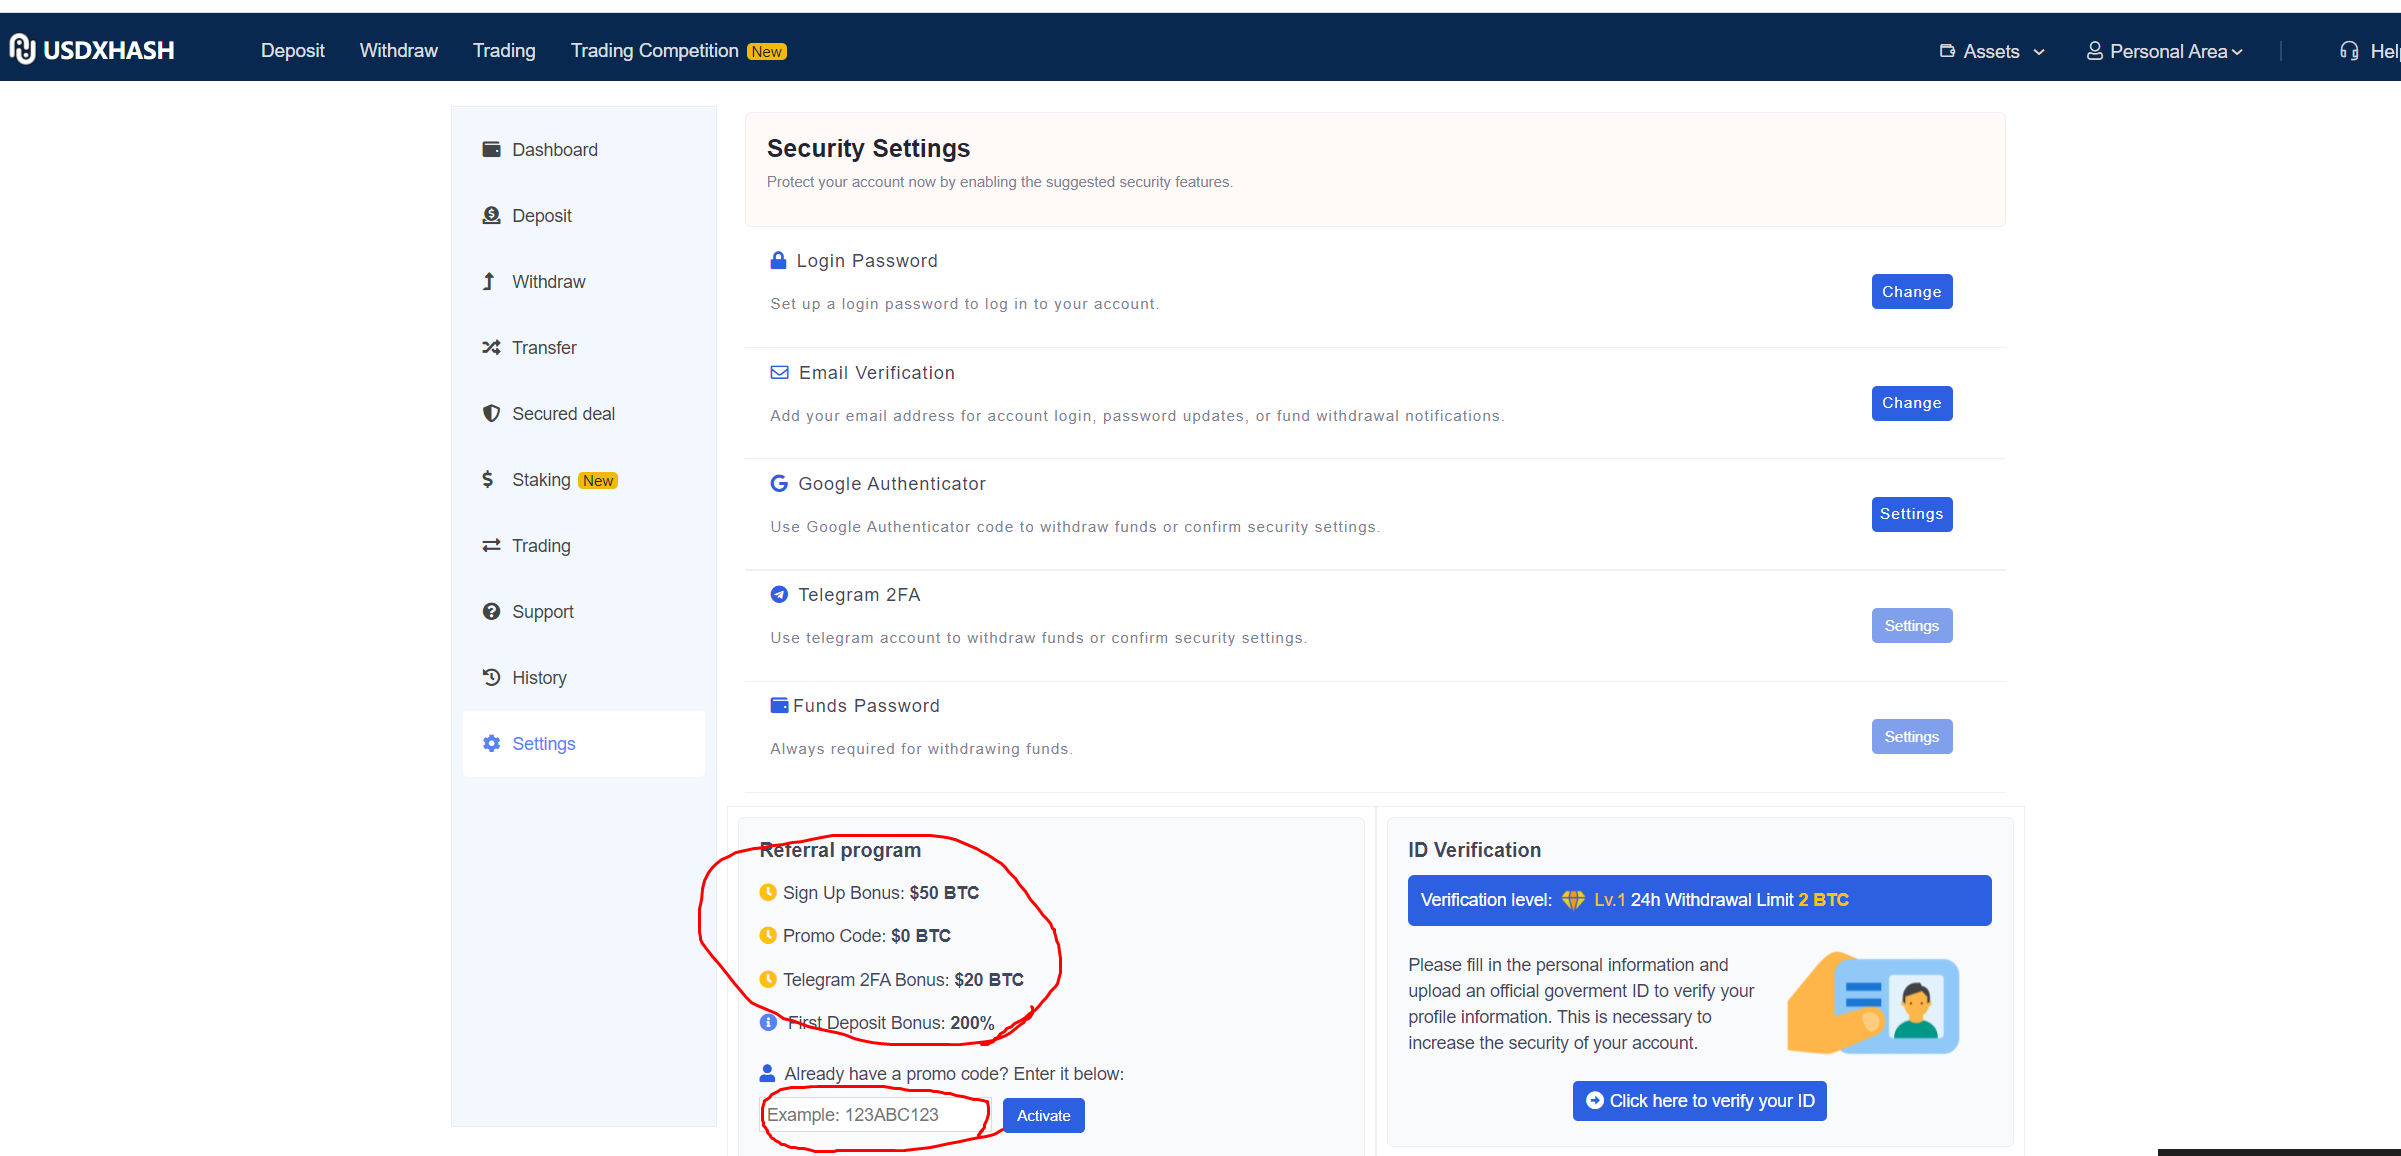 USDXHASH Deposit Withdraw Trading Trading Competition New Assets Personal Area
Dashboard
Deposit
Withdraw
Transfer
Secured deal
Staking New
Trading
Support
History
Settings
Security Settings
Protect your account now by enabling the suggested security features.
Login Password
Set up a login password to log in to your account.
Change
Email Verification
Add your email address for account login, password updates, or fund withdrawal notifications.
Change
Google Authenticator
Use Google Authenticator code to withdraw funds or confirm security settings.
Settings
Telegram 2FA
Use telegram account to withdraw funds or confirm security settings.
Settings
Funds Password
Always required for withdrawing funds.
Settings
Referral program
Sign Up Bonus: $50 BTC
Promo Code: $0 BTC
Telegram 2FA Bonus: $20 BTC
First Deposit Bonus: 200%
Already have a promo code? Enter it below:
Example: 123ABC123 Activate
ID Verification
Verification level: Lv.1 24h Withdrawal Limit 2 BTC
Please fill in the personal information and
upload an official goverment ID to verify your
profile information. This is necessary to
increase the security of your account.
Click here to verify your ID